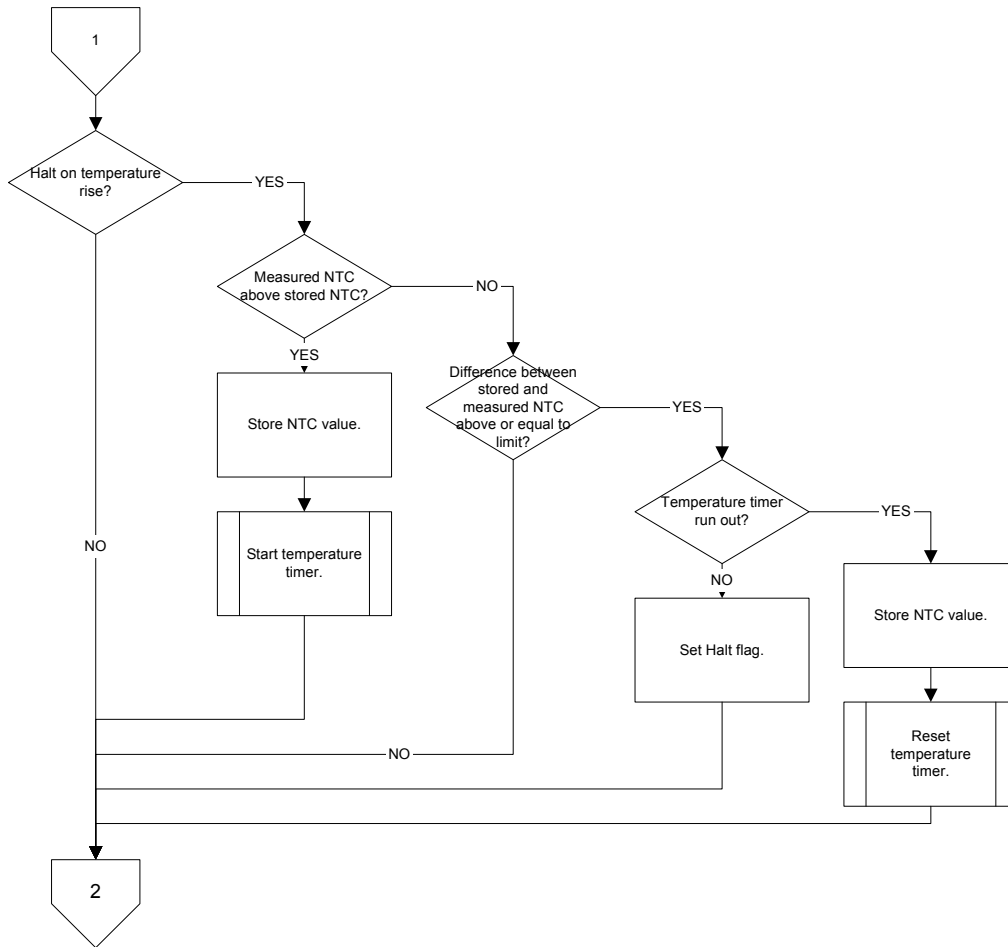 1
Halt on temperature
rise?
YES
Measured NTC
above stored NTC?
NO
YES
Difference between
stored and
measured NTC
above or equal to
limit?
YES
Store NTC value.
Temperature timer
run out?
YES
NO
Start temperature
timer.
NO
Store NTC value.
Set Halt flag.
NO
Reset
temperature
timer.
2